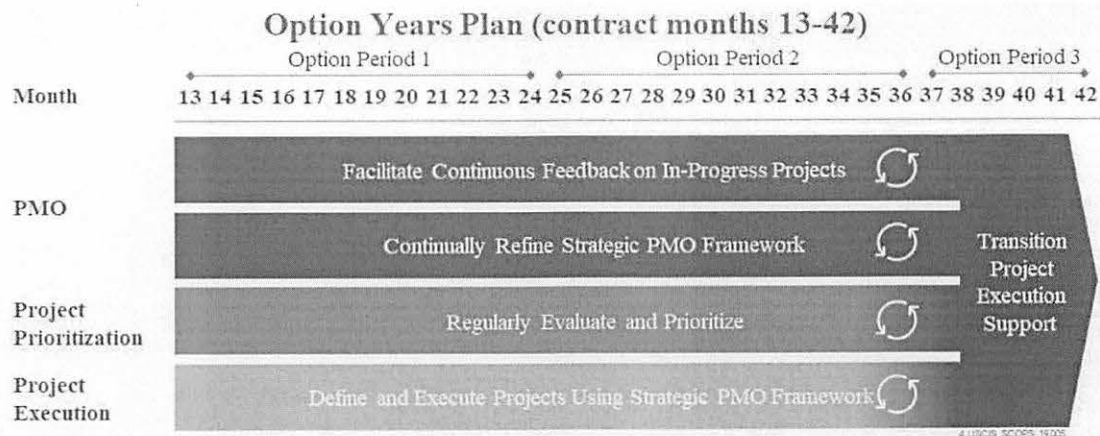 Option Years Plan (contract months 13-42)
Option Period 1 Option Period 2 Option Period 3
Month 13 14 15 16 17 18 19 20 21 22 23 24 25 26 27 28 29 30 31 32 33 34 35 36 37 38 39 40 41 42
PMO
Facilitate Continuous Feedback on In-Progress Projects
Continually Refine Strategic PMO Framework
Project
Prioritization
Regularly Evaluate and Prioritize
Project
Execution
Define and Execute Projects Using Strategic PMO Framework
Transition
Project
Execution
Support